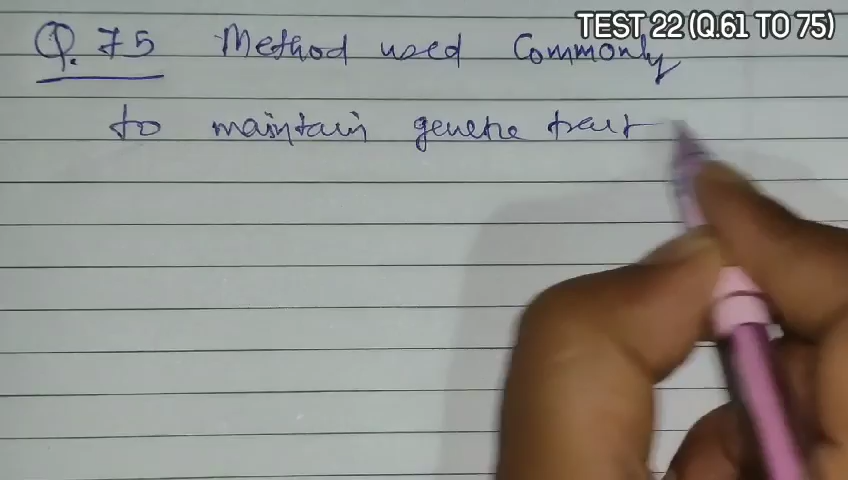 TEST 22 (Q.61 TO 75)
Q. 75 Method used Commonly
to maintain genetic trait